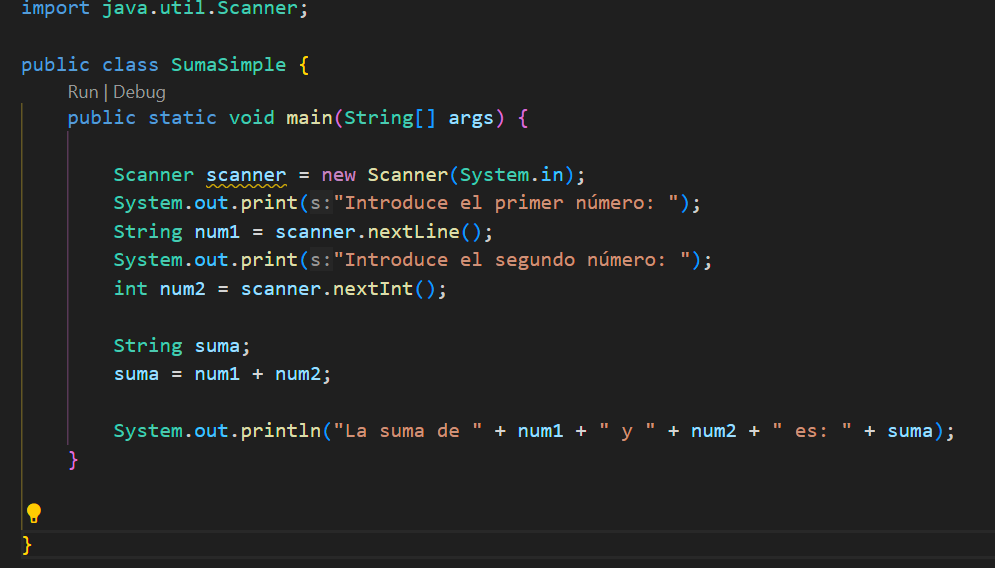 import java.util.Scanner;
public class SumaSimple {
Run | Debug
public static void main(String[] args) {
Scanner scanner = new Scanner(System.in);
System.out.print(s:"Introduce el primer número: ");
String num1 = scanner.nextLine();
System.out.print(s:"Introduce el segundo número: ");
int num2 = scanner.nextInt();
String suma;
suma = num1 + num2;
System.out.println("La suma de " + num1 + " y " + num2 + " es: " + suma);
}
}